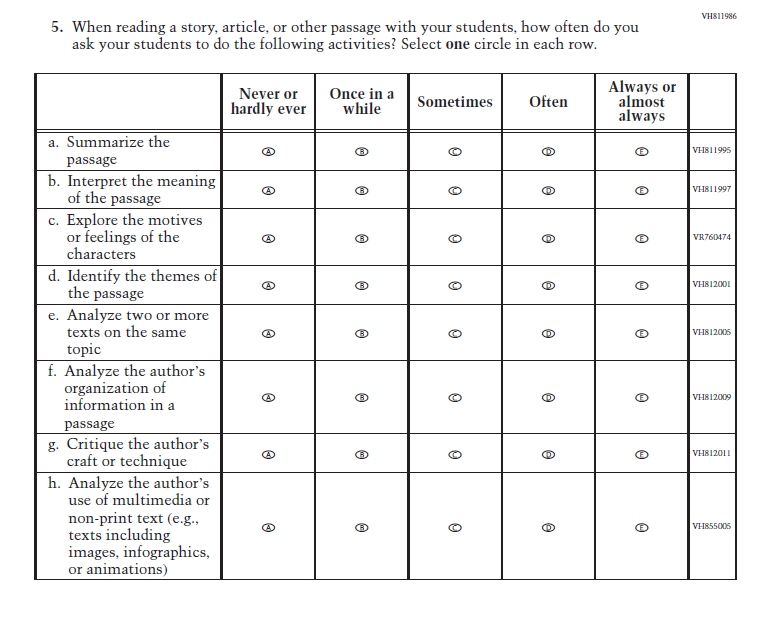 VH811986
5. When reading a story, article, or other passage with your students, how often do you
ask your students to do the following activities? Select one circle in each row.
Never or
hardly ever
Once in a
while
Sometimes
Often
Always or
almost
always
a. Summarize the
passage
A B C D E VH811995
b. Interpret the meaning
of the passage
A B C D E VH811997
c. Explore the motives
or feelings of the
characters
A B C D E VR760474
d. Identify the themes of
the passage
A B C D E VH812001
e. Analyze two or more
texts on the same
topic
A B C D E VH812005
f. Analyze the author's
organization of
information in a
passage
A B C D E VH812009
g. Critique the author's
craft or technique
A B C D E VH812011
h. Analyze the author's
use of multimedia or
non-print text (e.g.,
texts including
images, infographics,
or animations)
A B C D E VH855005